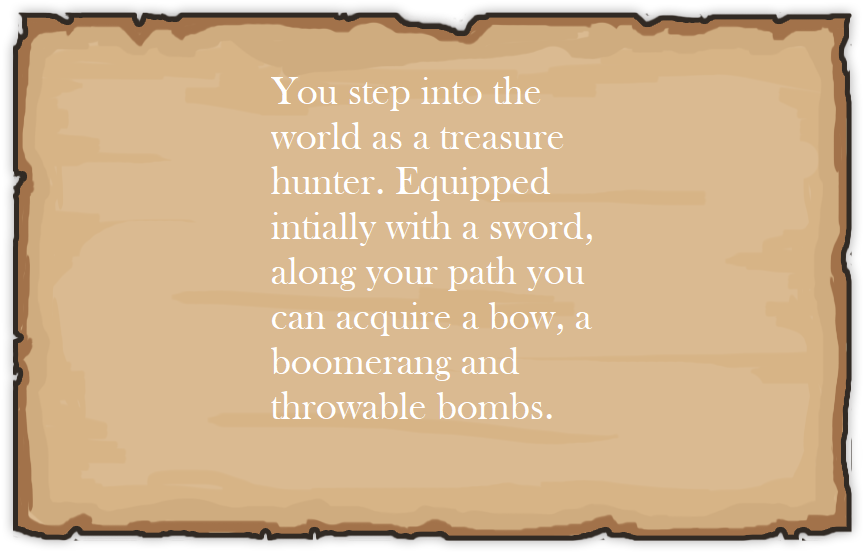 You step into the
world as a treasure
hunter. Equipped
intially with a sword,
along your path you
can acquire a bow, a
boomerang and
throwable bombs.